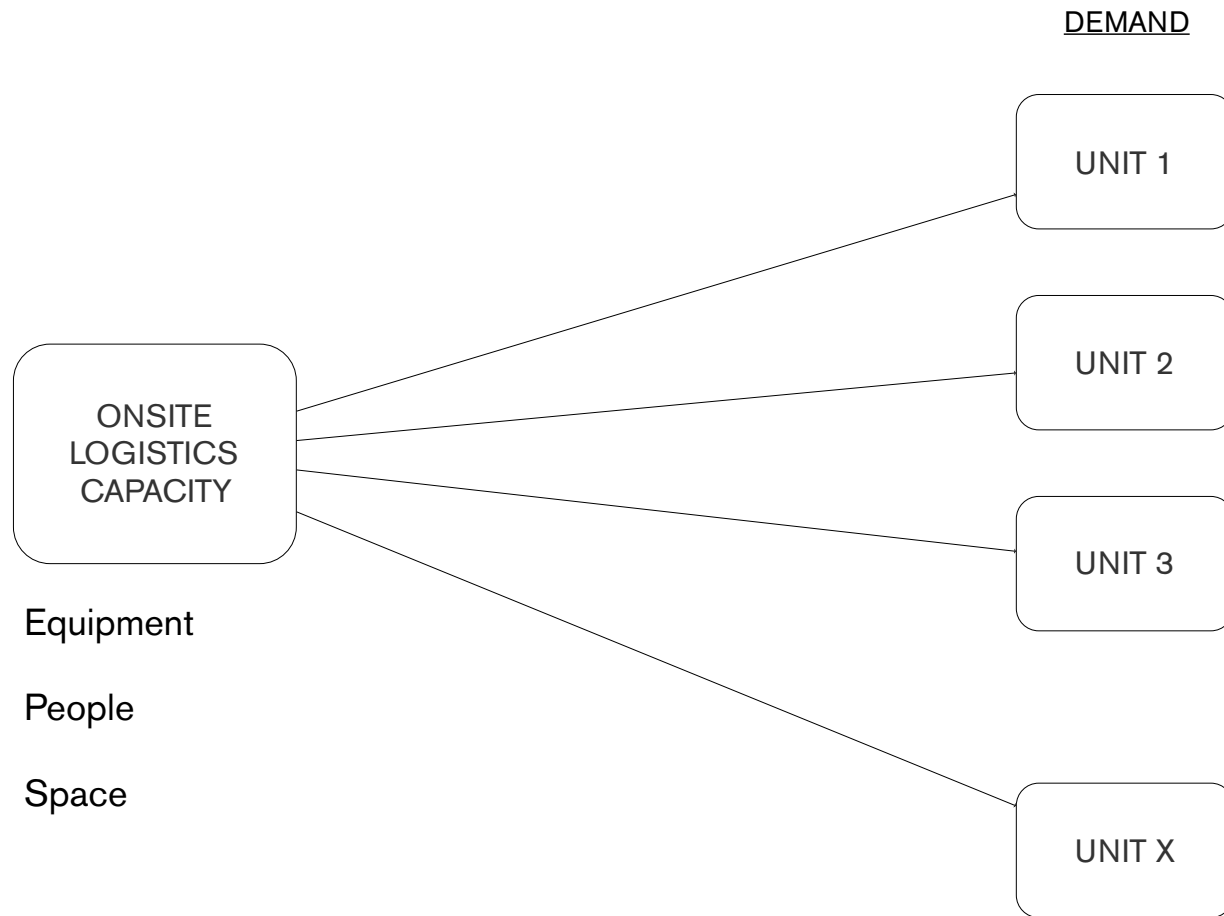 DEMAND
UNIT 1
UNIT 2
ONSITE
LOGISTICS
CAPACITY
UNIT 3
Equipment
People
Space
UNIT X